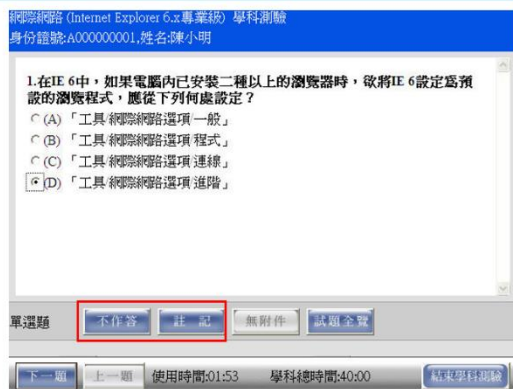 網際網路 (Internet Explorer 6.x專業級) 學科測驗
身份證號:A000000001,姓名:陳小明
1.在IE 6中，如果電腦內已安裝二種以上的瀏覽器時，欲將IE 6設定為預
設的瀏覽程式，應從下列何處設定？
(A) 「工具/網際網路選項/一般」
(B) 「工具/網際網路選項/程式」
(C) 「工具/網際網路選項/連線」
(D) 「工具/網際網路選項/進階」
單選題 不作答 註 記 無附件 試題全覽
下一題 上一題 使用時間:01:53 學科總時間:40:00 結束學科測驗